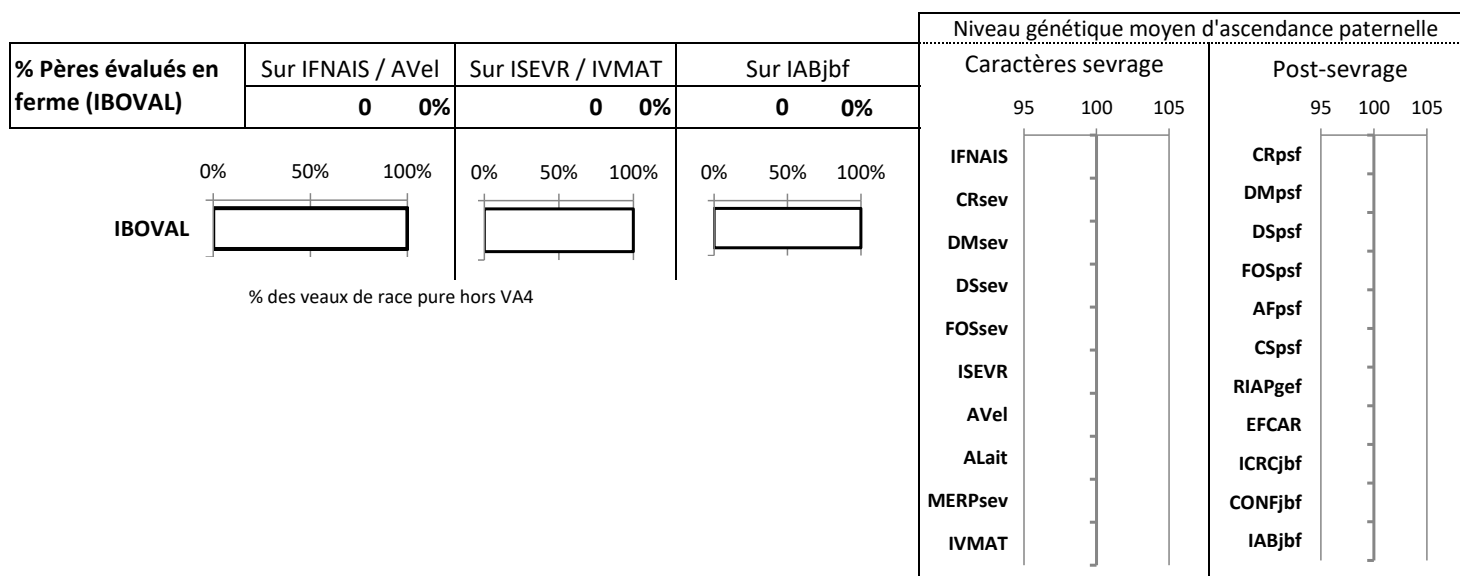 Niveau génétique moyen d'ascendance paternelle
% Pères évalués en ferme (IBOVAL)
Sur IFNAIS / AVel
Sur ISEVR / IVMAT
Sur IABjbf
0 0%
0 0%
0 0%
Caractères sevrage
Post-sevrage
95 100 105
95 100 105
0% 50% 100%
0% 50% 100%
0% 50% 100%
IBOVAL
% des veaux de race pure hors VA4
IFNAIS
CRsev
DMsev
DSsev
FOSsev
ISEVR
AVel
ALait
MERPsev
IVMAT
CRpsf
DMpsf
DSpsf
FOSpsf
AFpsf
CSpsf
RIAPgef
EFCAR
ICRCjbf
CONFjbf
IABjbf